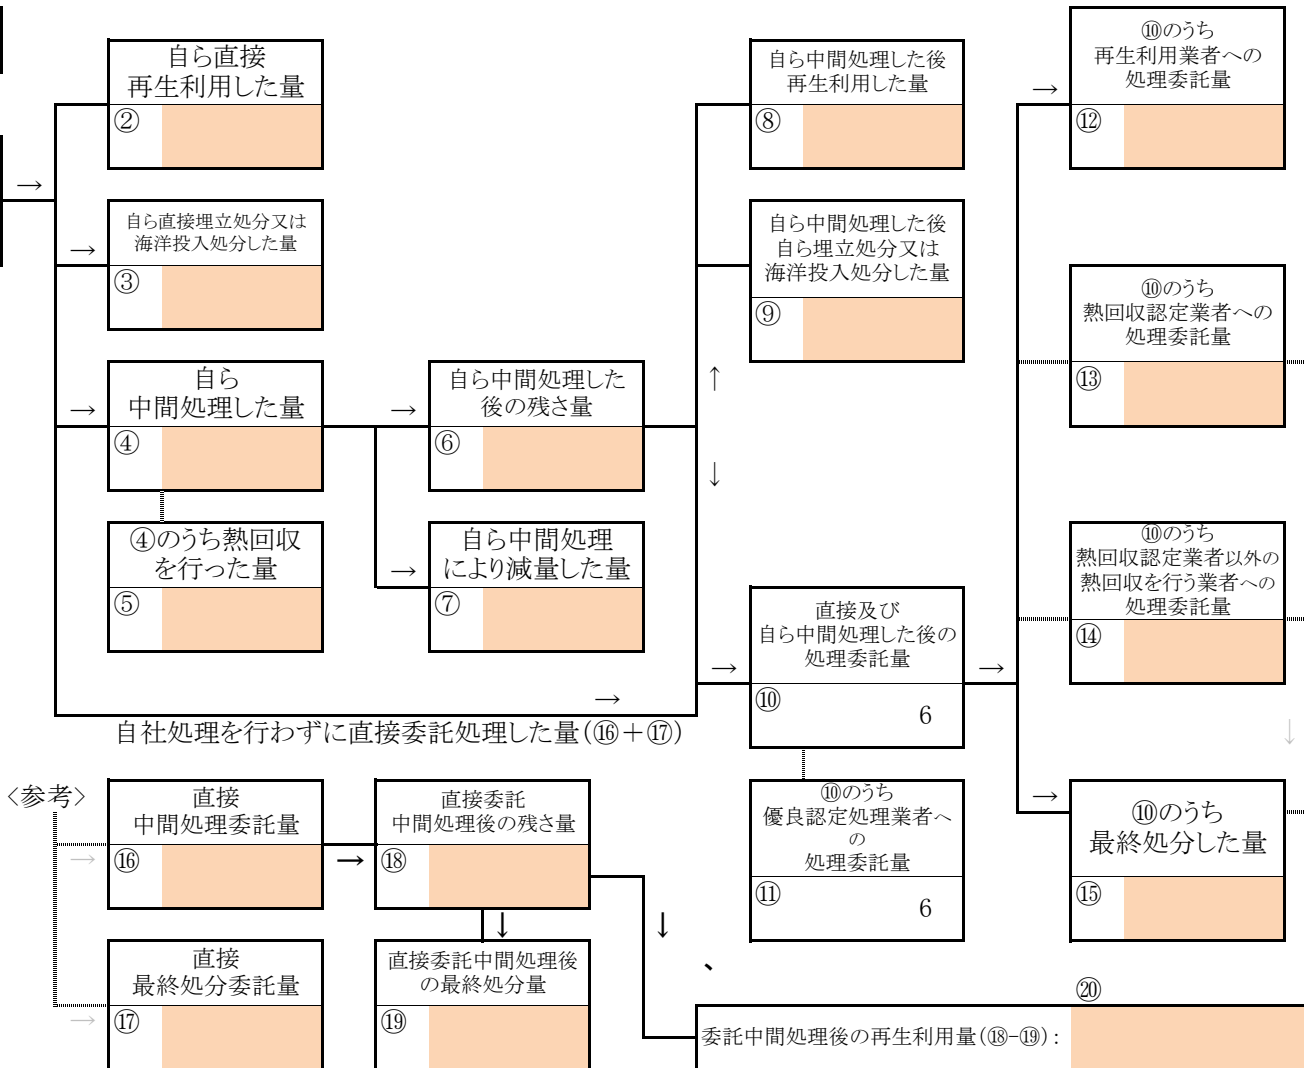 自ら直接
再生利用した量
②
自ら直接埋立処分又は
海洋投入処分した量
③
自ら
中間処理した量
④
④のうち熱回収
を行った量
⑤
自ら中間処理した
後の残さ量
⑥
自ら中間処理
により減量した量
⑦
自ら中間処理した後
再生利用した量
⑧
自ら中間処理した後
自ら埋立処分又は
海洋投入処分した量
⑨
直接及び
自ら中間処理した後の
処理委託量
⑩
6
⑩のうち
優良認定処理業者へ
の
処理委託量
⑪
6
⑩のうち
再生利用業者への
処理委託量
⑫
⑩のうち
熱回収認定業者への
処理委託量
⑬
⑩のうち
熱回収認定業者以外の
熱回収を行う業者への
処理委託量
⑭
⑩のうち
最終処分した量
⑮
自社処理を行わずに直接委託処理した量(⑯＋⑰)
〈参考〉
直接
中間処理委託量
⑯
直接
最終処分委託量
⑰
直接委託
中間処理後の残さ量
⑱
直接委託中間処理後
の最終処分量
⑲
、
⑳
委託中間処理後の再生利用量(⑱-⑲)：